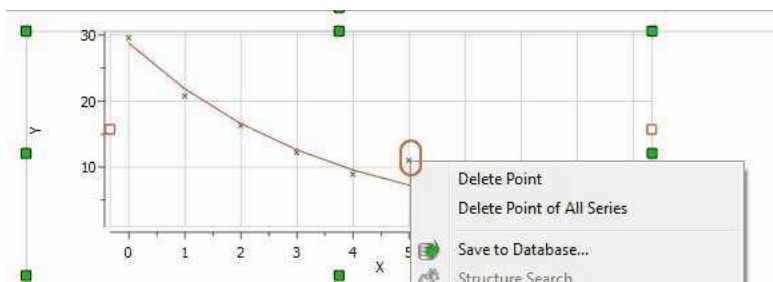 30
20
10
Y
0 1 2 3 4 5
X
Delete Point
Delete Point of All Series
Save to Database...
Structure Search